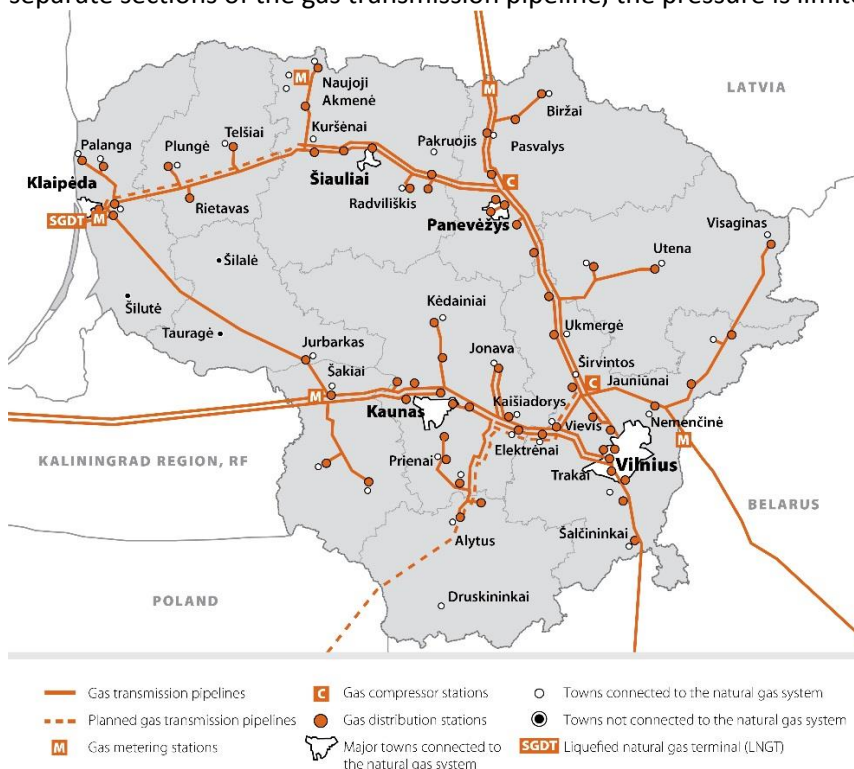 separate sections of the gas transmission pipeline, the pressure is limite
LATVIA
M
Naujoji
Akmenė
M
Biržai
Palanga
Plungė
Telšiai
Kuršėnai
Pakruojis
Pasvalys
Klaipėda
Šiauliai
C
SGDT
M
Rietavas
Radviliškis
Panevėžys
Visaginas
Utena
Šilalė
Šilutė
Kėdainiai
Ukmergė
Tauragė
Jurbarkas
Jonava
Širvintos
Šakiai
Kaišiadorys
C
Jauniūnai
M
Kaunas
Vievis
Nemenčinė
M
KALININGRAD REGION, RF
Prienai
Elektrėnai
Vilnius
Trakai
BELARUS
Alytus
Šalčininkai
POLAND
Druskininkai
Gas transmission pipelines
C
Gas compressor stations
Towns connected to the natural gas system
Planned gas transmission pipelines
Gas distribution stations
Towns not connected to the natural gas system
M
Gas metering stations
Major towns connected to
the natural gas system
SGDT
Liquefied natural gas terminal (LNGT)